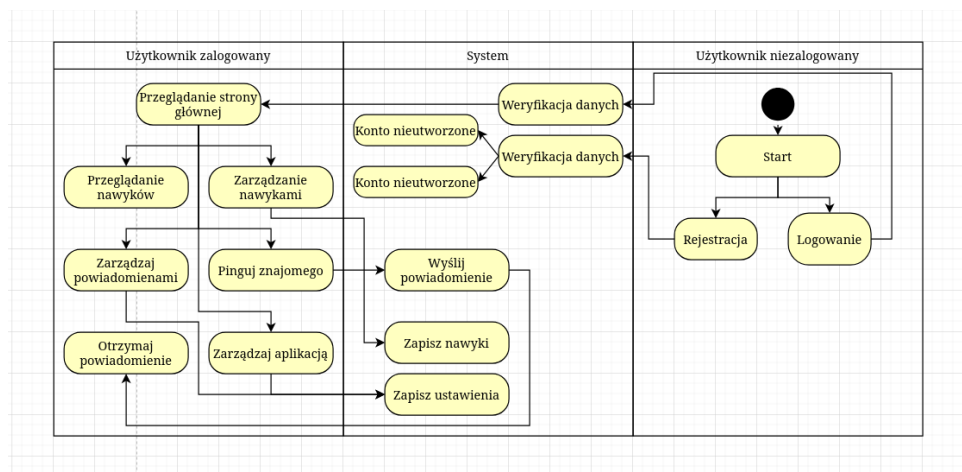 Użytkownik zalogowany
System
Użytkownik niezalogowany
Przeglądanie strony
głównej
Weryfikacja danych
Konto nieutworzone
Weryfikacja danych
Start
Konto nieutworzone
Przeglądanie
nawyków
Zarządzanie
nawykami
Rejestracja
Logowanie
Zarządzaj
powiadomienami
Pinguj znajomego
Wyślij
powiadomienie
Otrzymaj
powiadomienie
Zarządzaj aplikacją
Zapisz nawyki
Zapisz ustawienia